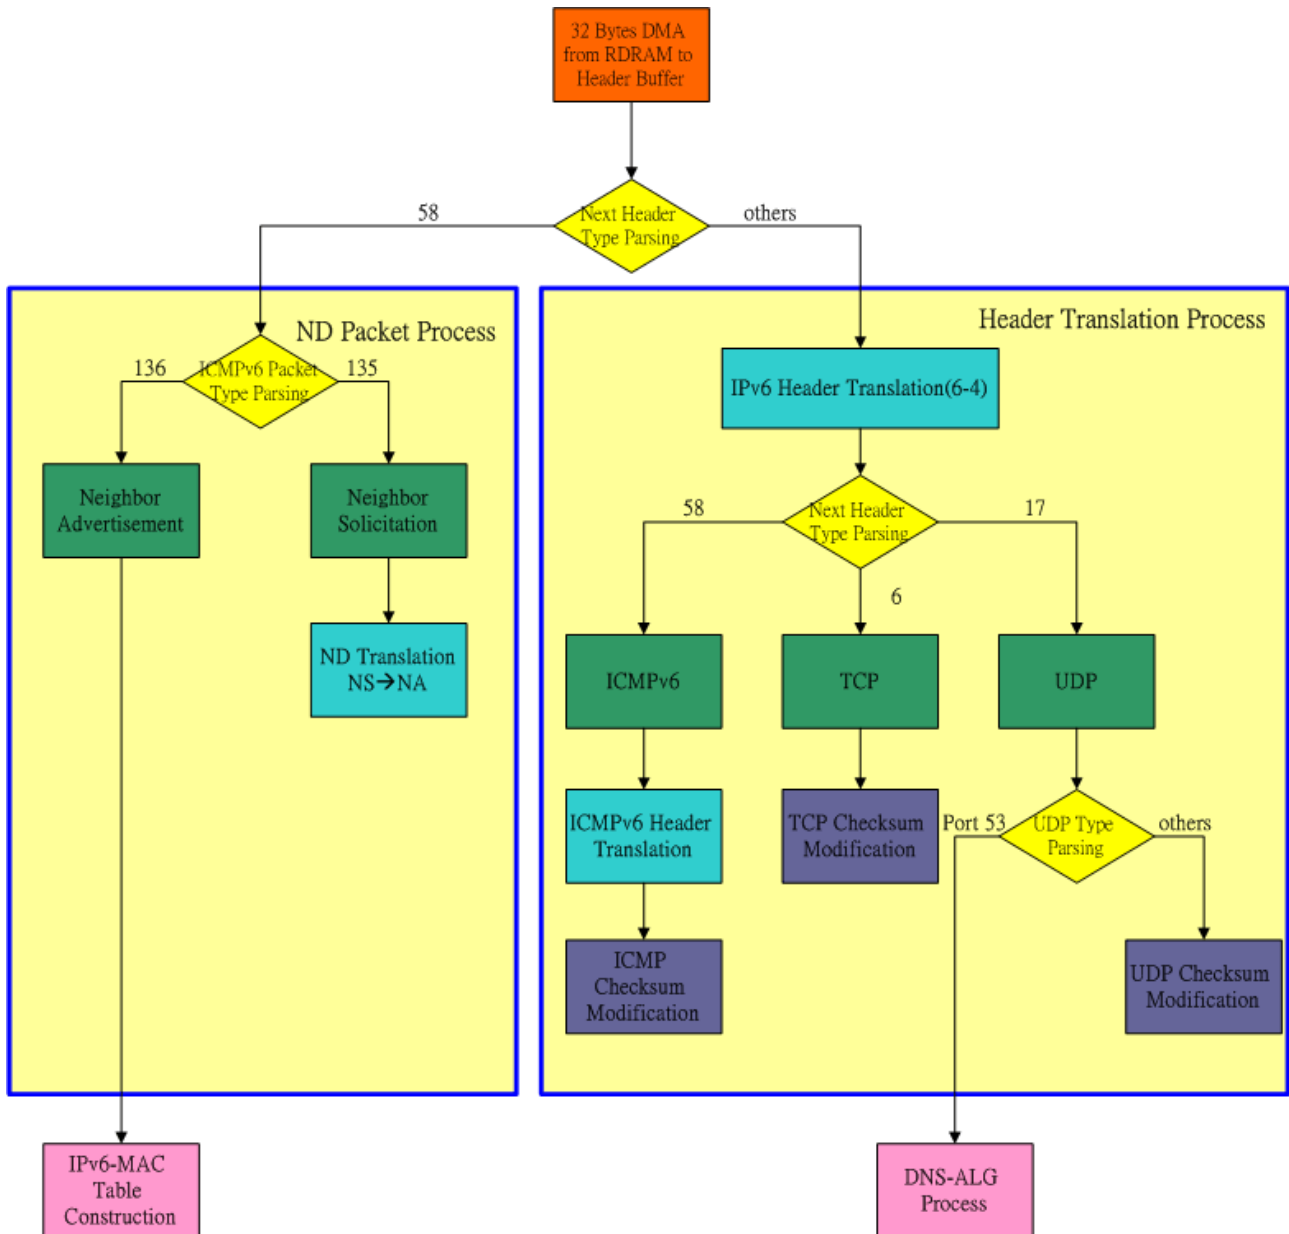 32 Bytes DMA
from RDRAM to
Header Buffer
58
Next Header
Type Parsing
others
ND Packet Process
136
ICMPv6 Packet
Type Parsing
135
Neighbor
Advertisement
Neighbor
Solicitation
ND Translation
NS→NA
Header Translation Process
IPv6 Header Translation(6-4)
58
Next Header
Type Parsing
17
6
ICMPv6
TCP
UDP
ICMPv6 Header
Translation
TCP Checksum
Modification
Port 53
UDP Type
Parsing
others
ICMP
Checksum
Modification
UDP Checksum
Modification
IPv6-MAC
Table
Construction
DNS-ALG
Process